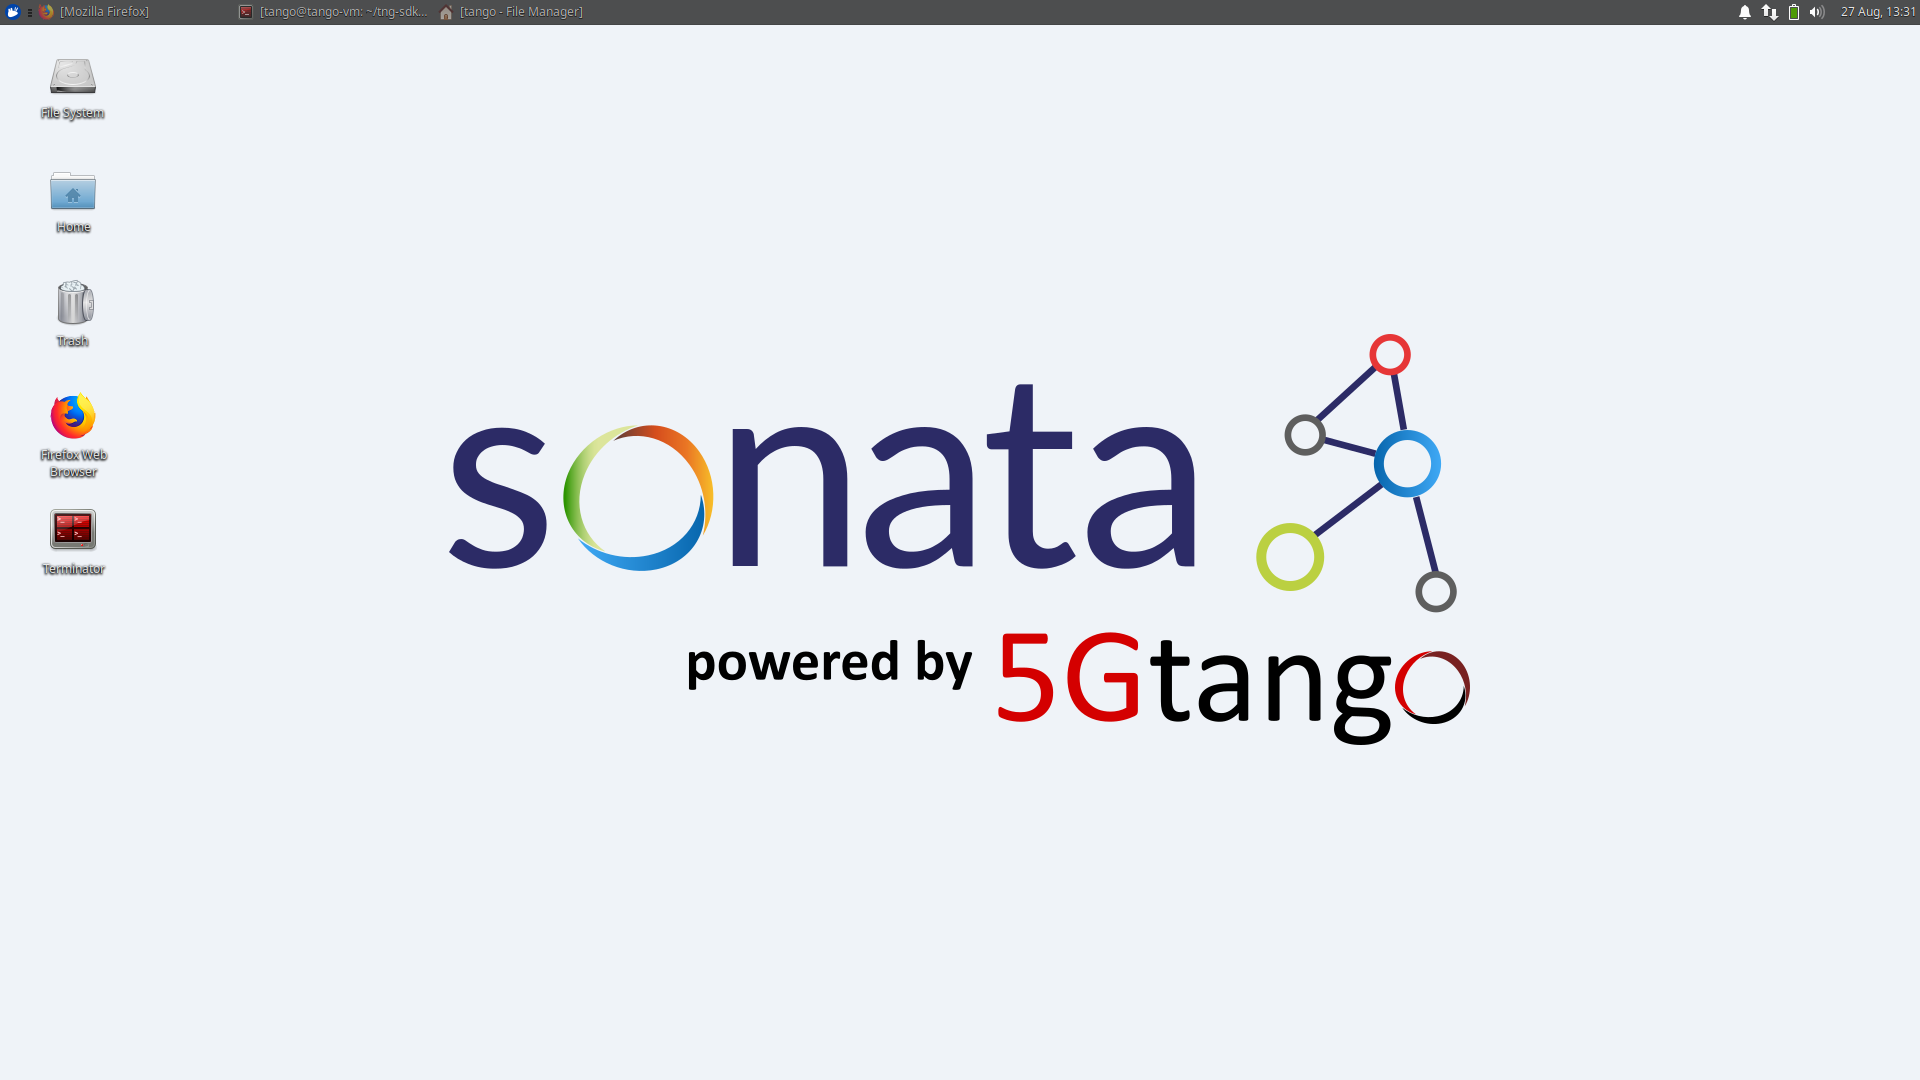 [Mozilla Firefox]
[tango@tango-vm: ~/tng-sdk...
[tango - File Manager]
27 Aug, 13:31
File System
Home
Trash
Firefox Web
Browser
Terminator
sonata
powered by 5Gtango